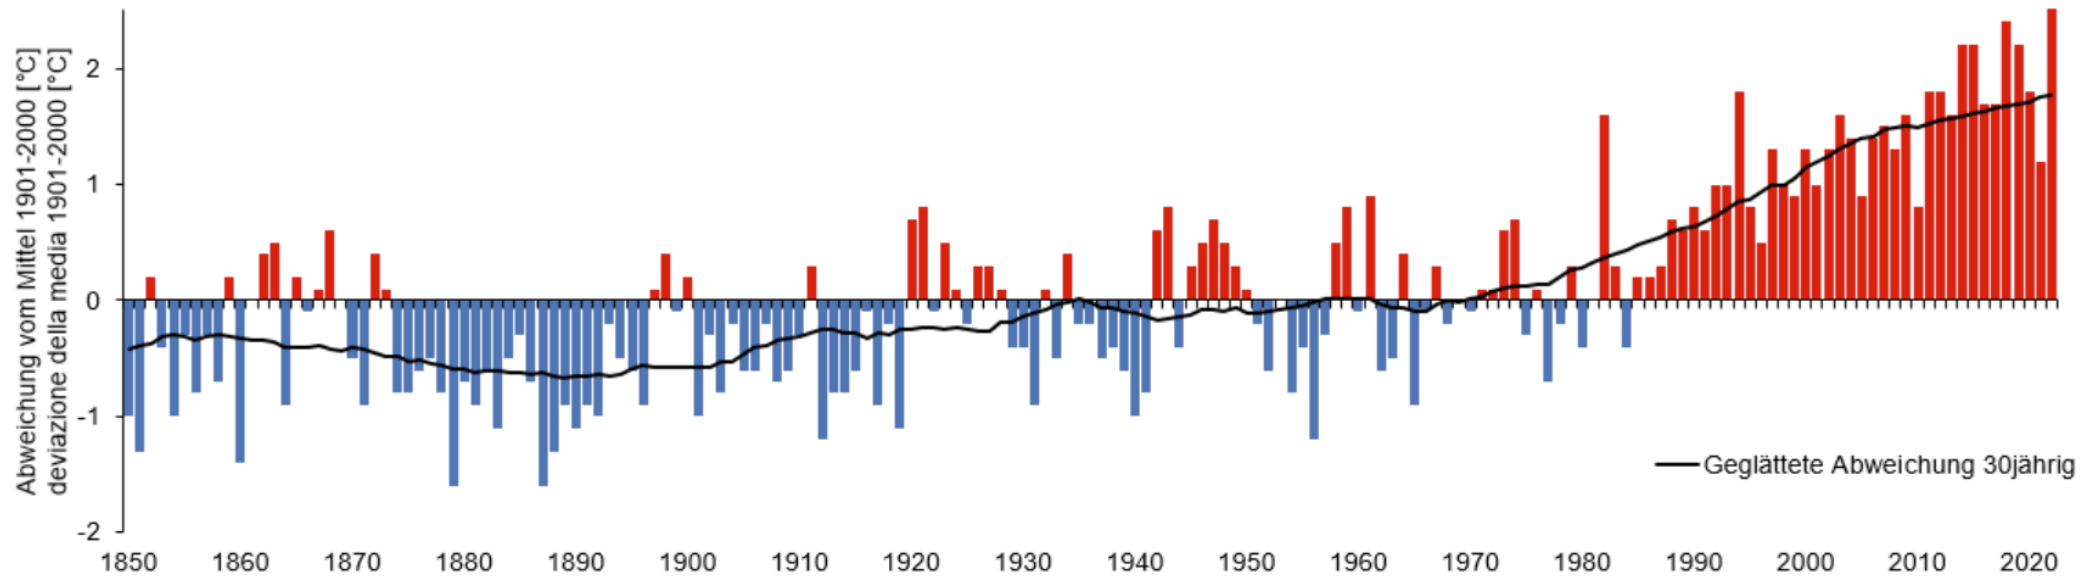 Abweichung vom Mittel 1901-2000 [°C]
deviazione della media 1901-2000 [°C]
2
1
0
-1
-2
1850 1860 1870 1880 1890 1900 1910 1920 1930 1940 1950 1960 1970 1980 1990 2000 2010 2020
Geglättete Abweichung 30jährig